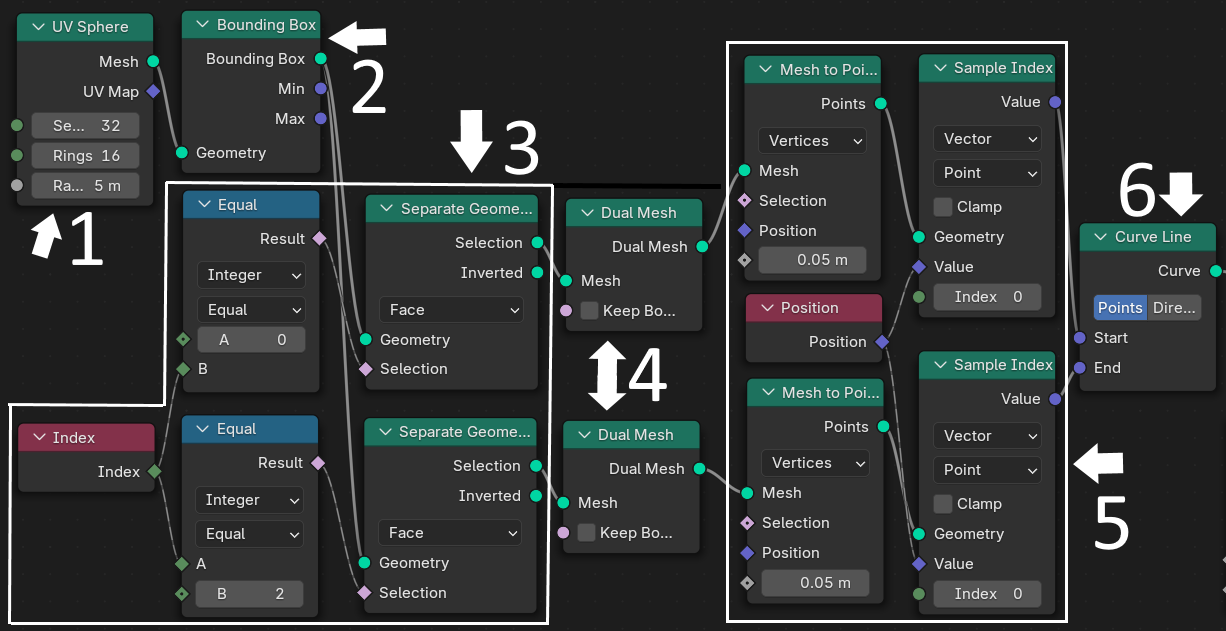 UV Sphere
Mesh
UV Map
Se... 32
Rings 16
Ra... 5 m
1
Bounding Box
Bounding Box
Min
Max
Geometry
2
3
Equal
Result
Integer
Equal
A 0
B
Separate Geome...
Selection
Inverted
Face
Geometry
Selection
Index
Index
Equal
Result
Integer
Equal
A
B 2
Separate Geome...
Selection
Inverted
Face
Geometry
Selection
Dual Mesh
Dual Mesh
Mesh
Keep Bo...
4
Dual Mesh
Dual Mesh
Mesh
Keep Bo...
Mesh to Poi...
Points
Vertices
Mesh
Selection
Position
0.05 m
Position
Position
Mesh to Poi...
Points
Vertices
Mesh
Selection
Position
0.05 m
Sample Index
Value
Vector
Point
Clamp
Geometry
Value
Index 0
Sample Index
Value
Vector
Point
Clamp
Geometry
Value
Index 0
5
6
Curve Line
Curve
Points Dire...
Start
End